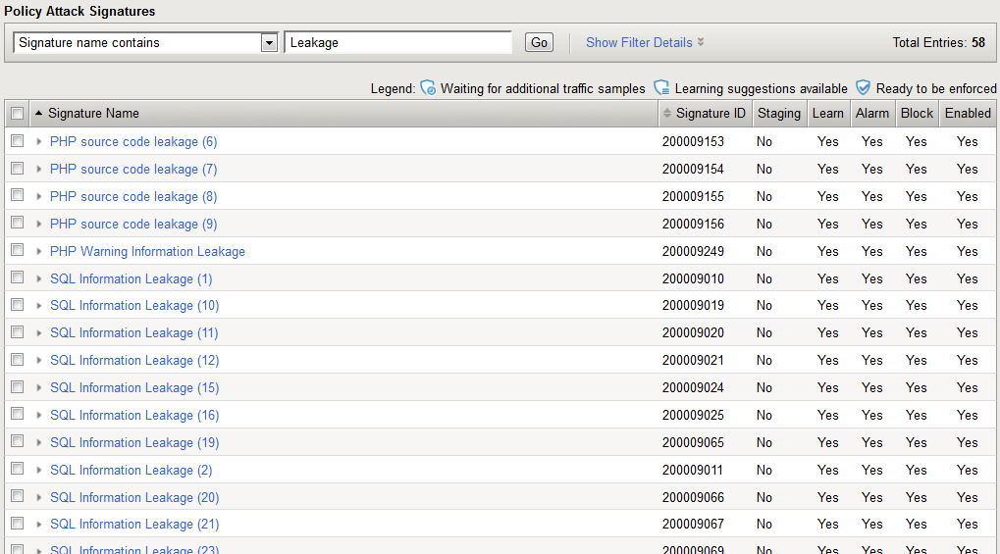 Policy Attack Signatures
Signature name contains Leakage Go Show Filter Details Total Entries: 58
Legend: Waiting for additional traffic samples Learning suggestions available Ready to be enforced
Signature Name Signature ID Staging Learn Alarm Block Enabled
PHP source code leakage (6) 200009153 No Yes Yes Yes Yes
PHP source code leakage (7) 200009154 No Yes Yes Yes Yes
PHP source code leakage (8) 200009155 No Yes Yes Yes Yes
PHP source code leakage (9) 200009156 No Yes Yes Yes Yes
PHP Warning Information Leakage 200009249 No Yes Yes Yes Yes
SQL Information Leakage (1) 200009010 No Yes Yes Yes Yes
SQL Information Leakage (10) 200009019 No Yes Yes Yes Yes
SQL Information Leakage (11) 200009020 No Yes Yes Yes Yes
SQL Information Leakage (12) 200009021 No Yes Yes Yes Yes
SQL Information Leakage (15) 200009024 No Yes Yes Yes Yes
SQL Information Leakage (16) 200009025 No Yes Yes Yes Yes
SQL Information Leakage (19) 200009065 No Yes Yes Yes Yes
SQL Information Leakage (2) 200009011 No Yes Yes Yes Yes
SQL Information Leakage (20) 200009066 No Yes Yes Yes Yes
SQL Information Leakage (21) 200009067 No Yes Yes Yes Yes
SQL Information Leakage (23) 200009069 No Yes Yes Yes Yes